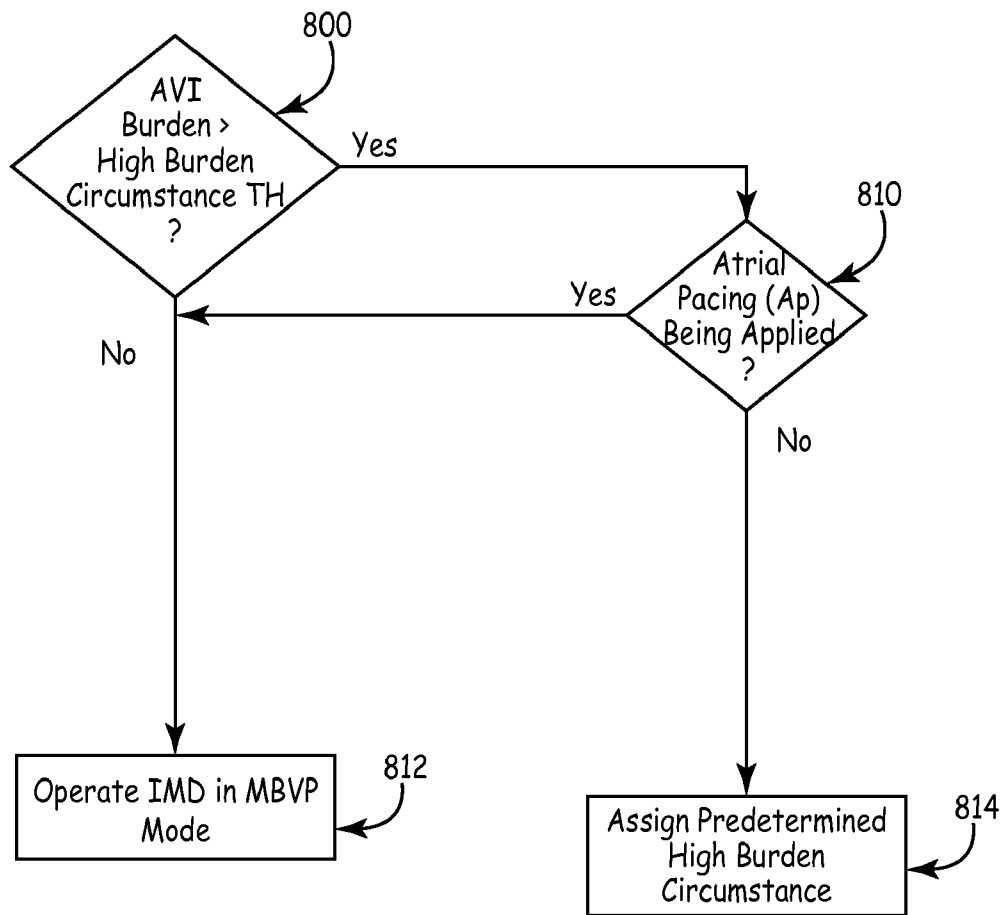 800
AVI
Burden >
High Burden
Circumstance TH
?
Yes
810
Atrial
Pacing (Ap)
Being Applied
?
Yes
No
No
Operate IMD in MBVP
Mode
812
Assign Predetermined
High Burden
Circumstance
814